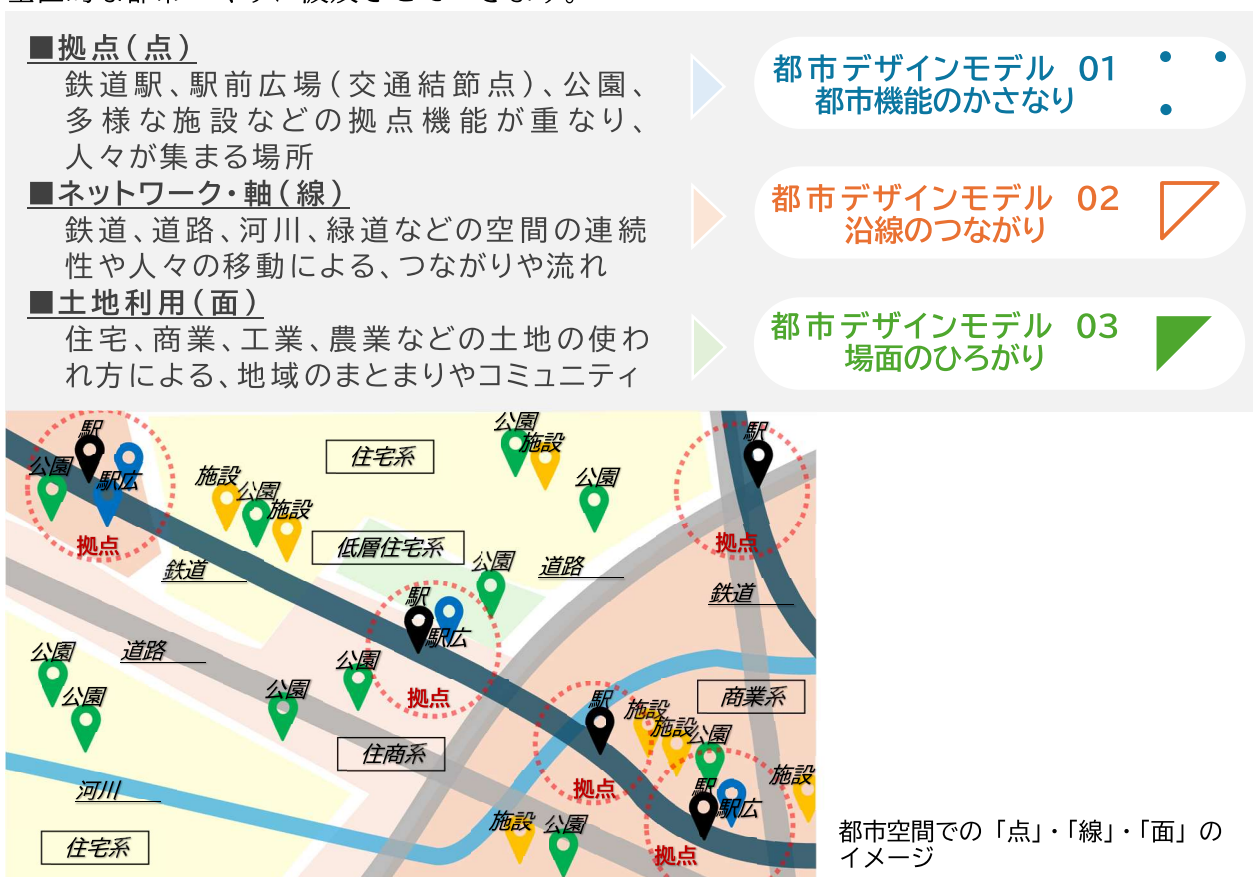 ■拠点(点)
鉄道駅、駅前広場(交通結節点)、公園、
多様な施設などの拠点機能が重なり、
人々が集まる場所
■ネットワーク・軸(線)
鉄道、道路、河川、緑道などの空間の連続
性や人々の移動による、つながりや流れ
■土地利用(面)
住宅、商業、工業、農業などの土地の使わ
れ方による、地域のまとまりやコミュニティ
都市デザインモデル 01
都市機能のかさなり
都市デザインモデル 02
沿線のつながり
都市デザインモデル 03
場面のひろがり
駅
公園
駅広
拠点
施設
公園
施設
住宅系
公園
施設
公園
駅
拠点
鉄道
低層住宅系
公園
道路
鉄道
駅
駅広
拠点
公園
道路
公園
公園
公園
住商系
駅
拠点
施設
施設
公園
商業系
駅
駅広
施設
拠点
河川
住宅系
施設
公園
都市空間での「点」・「線」・「面」の
イメージ